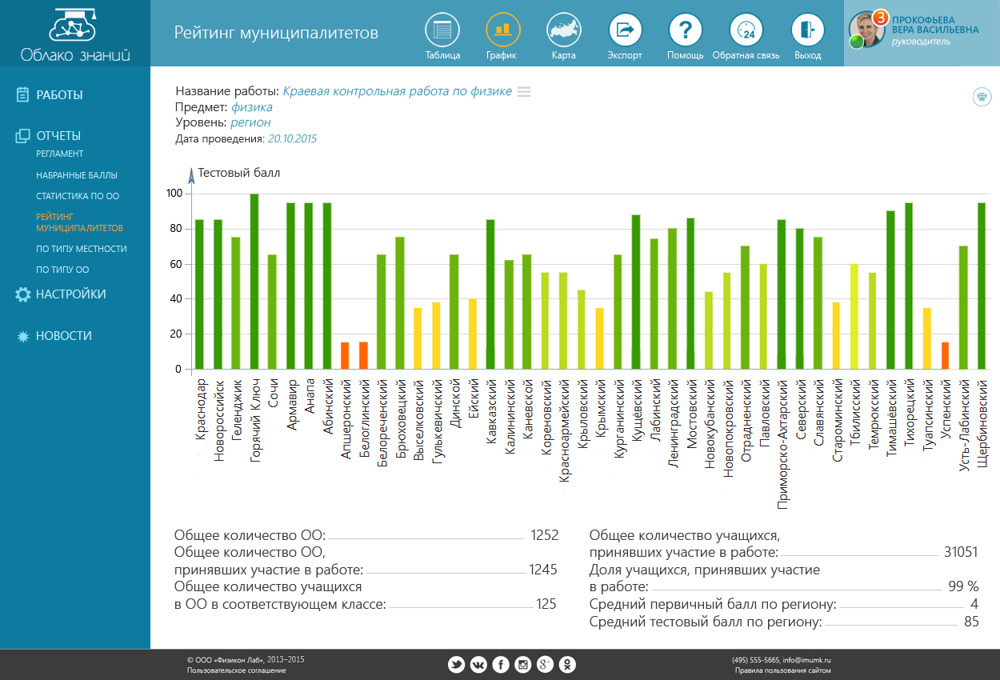 Облако знаний
Рейтинг муниципалитетов
Таблица
График
Карта
Экспорт
?
Помощь
24
Обратная связь
Выход
3
ПРОКОФЬЕВА
ВЕРА ВАСИЛЬЕВНА
руководитель
РАБОТЫ
ОТЧЕТЫ
РЕГЛАМЕНТ
НАБРАННЫЕ БАЛЛЫ
СТАТИСТИКА ПО ОО
РЕЙТИНГ
МУНИЦИПАЛИТЕТОВ
ПО ТИПУ МЕСТНОСТИ
ПО ТИПУ ОО
НАСТРОЙКИ
НОВОСТИ
Название работы: Краевая контрольная работа по физике
Предмет: физика
Уровень: регион
Дата проведения: 20.10.2015
Тестовый балл
100
80
60
40
20
0
Краснодар
Новороссийск
Геленджик
Горячий Ключ
Сочи
Армавир
Анапа
Абинский
Апшеронский
Белоглинский
Белореченский
Брюховецкий
Выселковский
Гулькевичский
Динской
Ейский
Кавказский
Калининский
Каневской
Кореновский
Красноармейский
Крыловский
Крымский
Курганинский
Кущёвский
Лабинский
Ленинградский
Мостовский
Новокубанский
Новопокровский
Отрадненский
Павловский
Приморско-Ахтарский
Северский
Славянский
Староминский
Тбилисский
Темрюкский
Тимашёвский
Тихорецкий
Туапсинский
Успенский
Усть-Лабинский
Щербиновский
Общее количество ОО: 1252
Общее количество ОО,
принявших участие в работе: 1245
Общее количество учащихся
в ОО в соответствующем классе: 125
Общее количество учащихся,
принявших участие в работе: 31051
Доля учащихся, принявших участие
в работе: 99 %
Средний первичный балл по региону: 4
Средний тестовый балл по региону: 85
© ООО «Физикон Лаб», 2013–2015
Пользовательское соглашение
(495) 555-5665, info@imumk.ru
Правила пользования сайтом